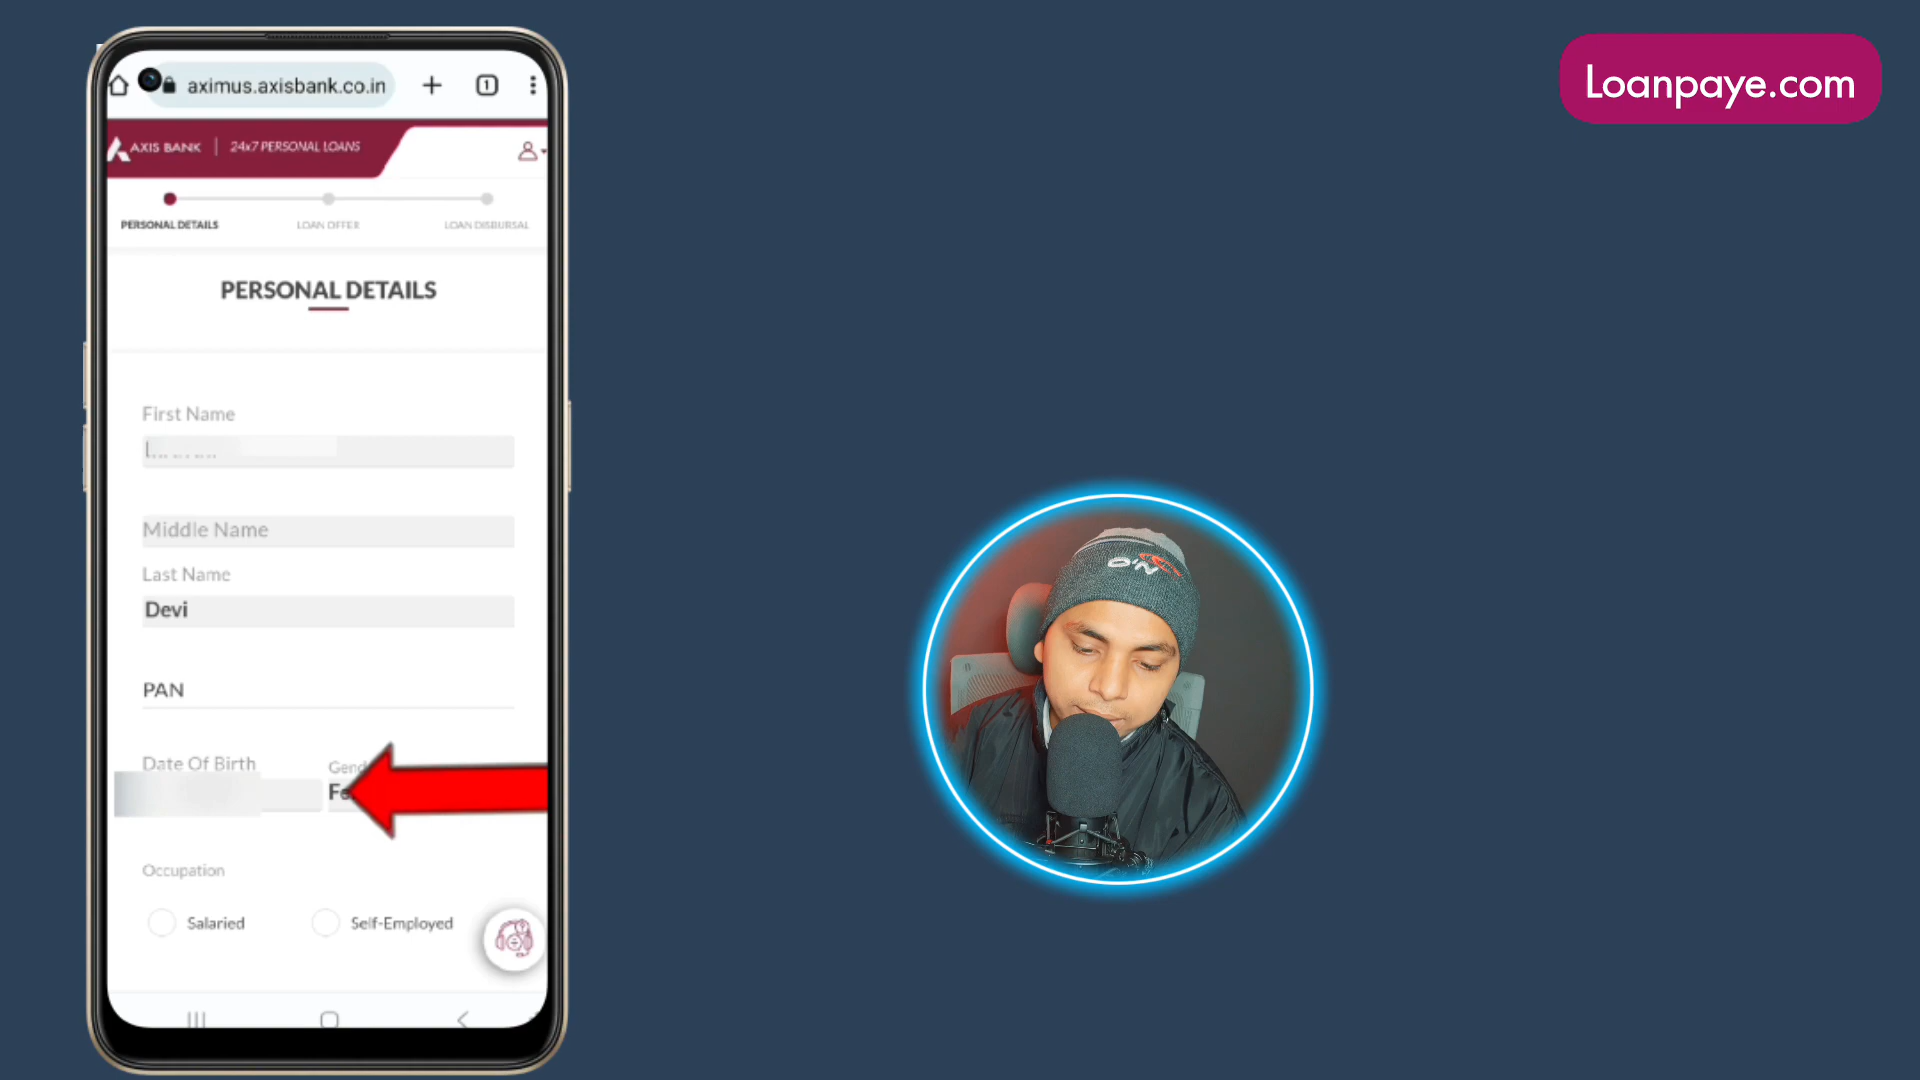 Loanpaye.com
aximus.axisbank.co.in
1
AXIS BANK | 24x7 PERSONAL LOANS
PERSONAL DETAILS
LOAN OFFER
LOAN DISBURSAL
PERSONAL DETAILS
First Name
Middle Name
Last Name
Devi
PAN
Date Of Birth
Occupation
Salaried
Self-Employed